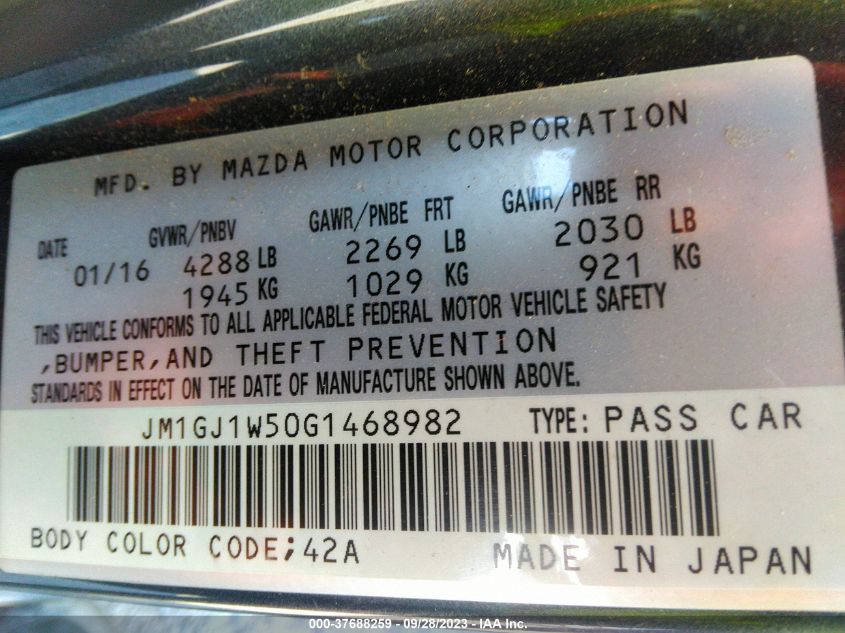 MFD. BY MAZDA MOTOR CORPORATION
DATE GVWR/PNBV GAWR/PNBE FRT GAWR/PNBE RR
01/16 4288 LB 2269 LB 2030 LB
1945 KG 1029 KG 921 KG
THIS VEHICLE CONFORMS TO ALL APPLICABLE FEDERAL MOTOR VEHICLE SAFETY
,BUMPER,AND THEFT PREVENTION
STANDARDS IN EFFECT ON THE DATE OF MANUFACTURE SHOWN ABOVE.
JM1GJ1W50G1468982 TYPE: PASS CAR
BODY COLOR CODE;42A MADE IN JAPAN
000-37688259 - 09/28/2023 - IAA Inc.